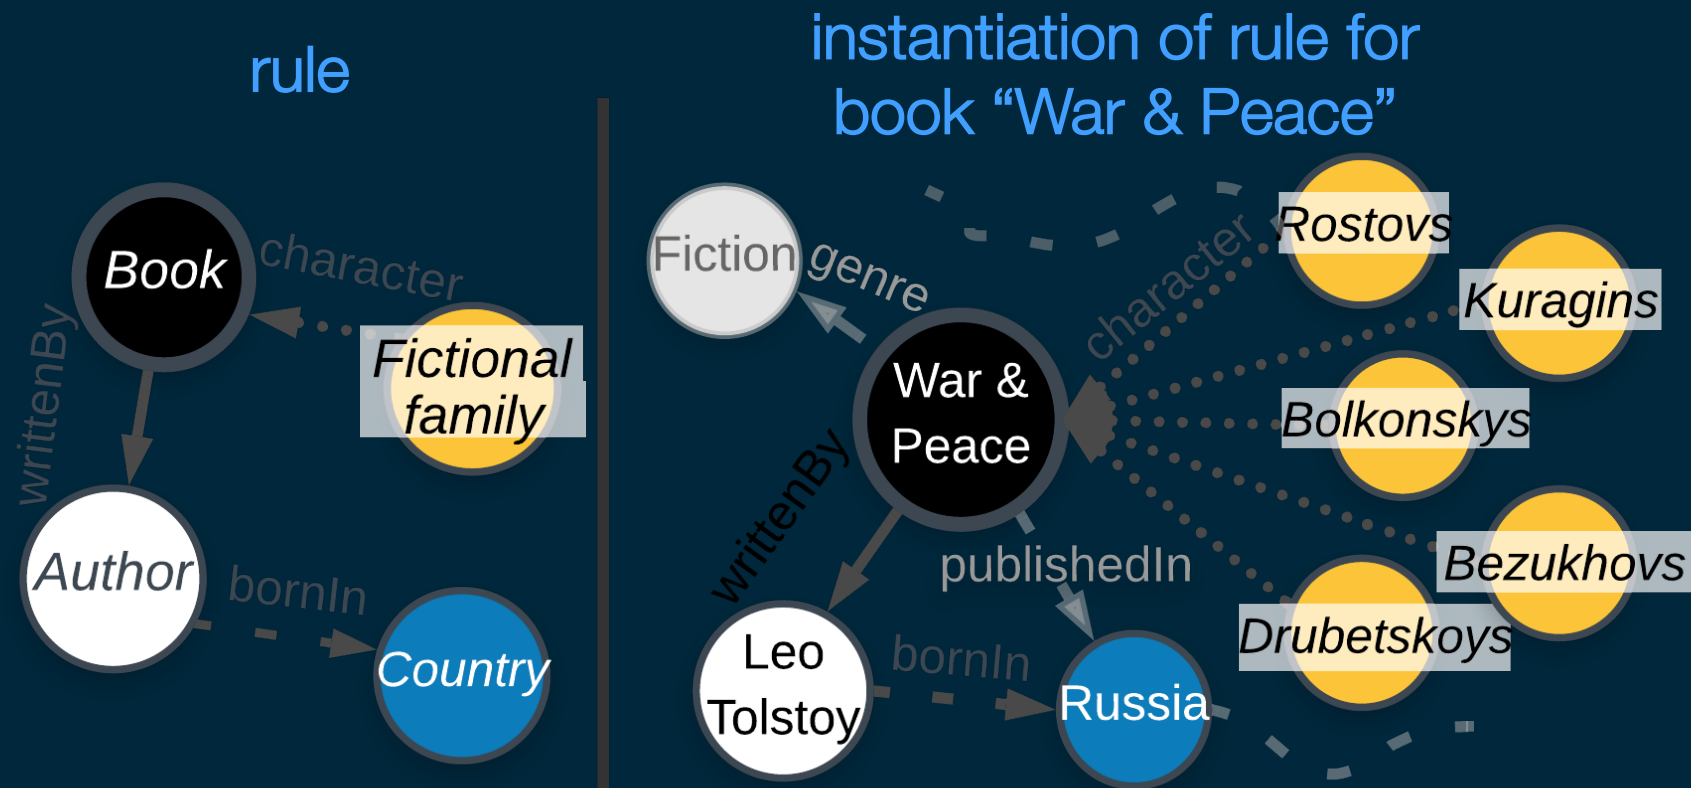 rule
instantiation of rule for
book “War & Peace”
Book
character
Fictional
family
writtenBy
Author
bornIn
Country
Fiction
genre
War &
Peace
character
Rostovs
Kuragins
Bolkonskys
Bezukhovs
Drubetskoys
writtenBy
publishedIn
Leo
Tolstoy
bornIn
Russia